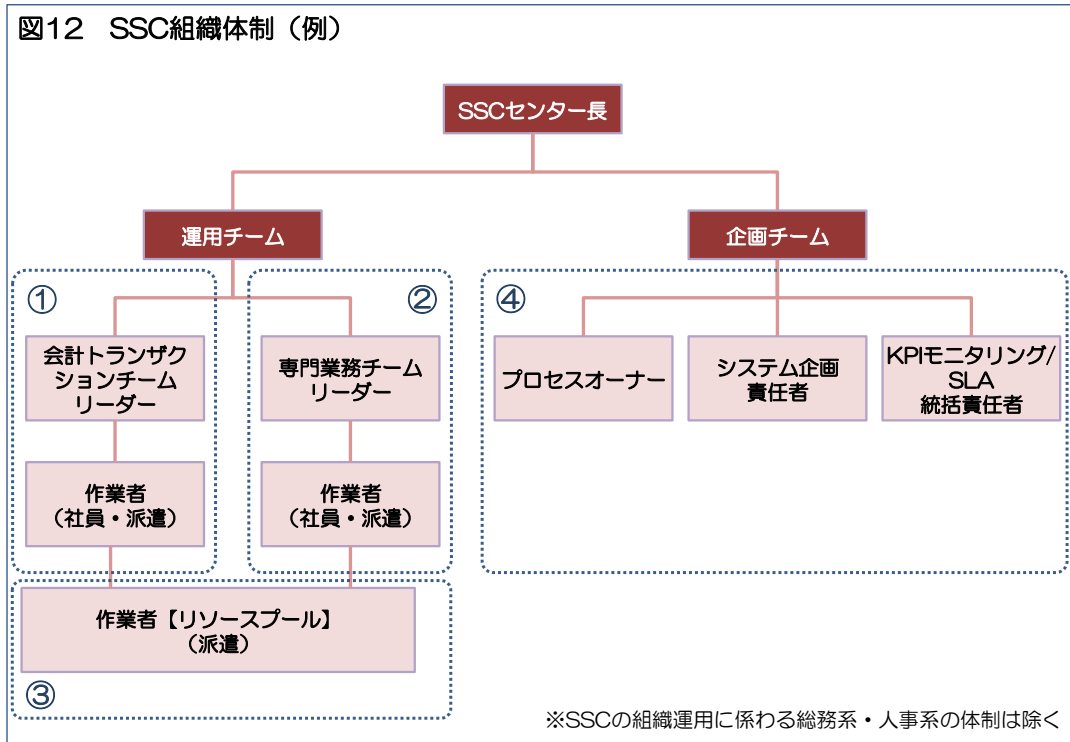 図12 SSC組織体制（例）
SSCセンター長
運用チーム
企画チーム
①
②
④
会計トランザク
ションチーム
リーダー
専門業務チーム
リーダー
プロセスオーナー
システム企画
責任者
KPIモニタリング/
SLA
統括責任者
作業者
（社員・派遣）
作業者
（社員・派遣）
作業者【リソースプール】
（派遣）
③
※SSCの組織運用に係わる総務系・人事系の体制は除く